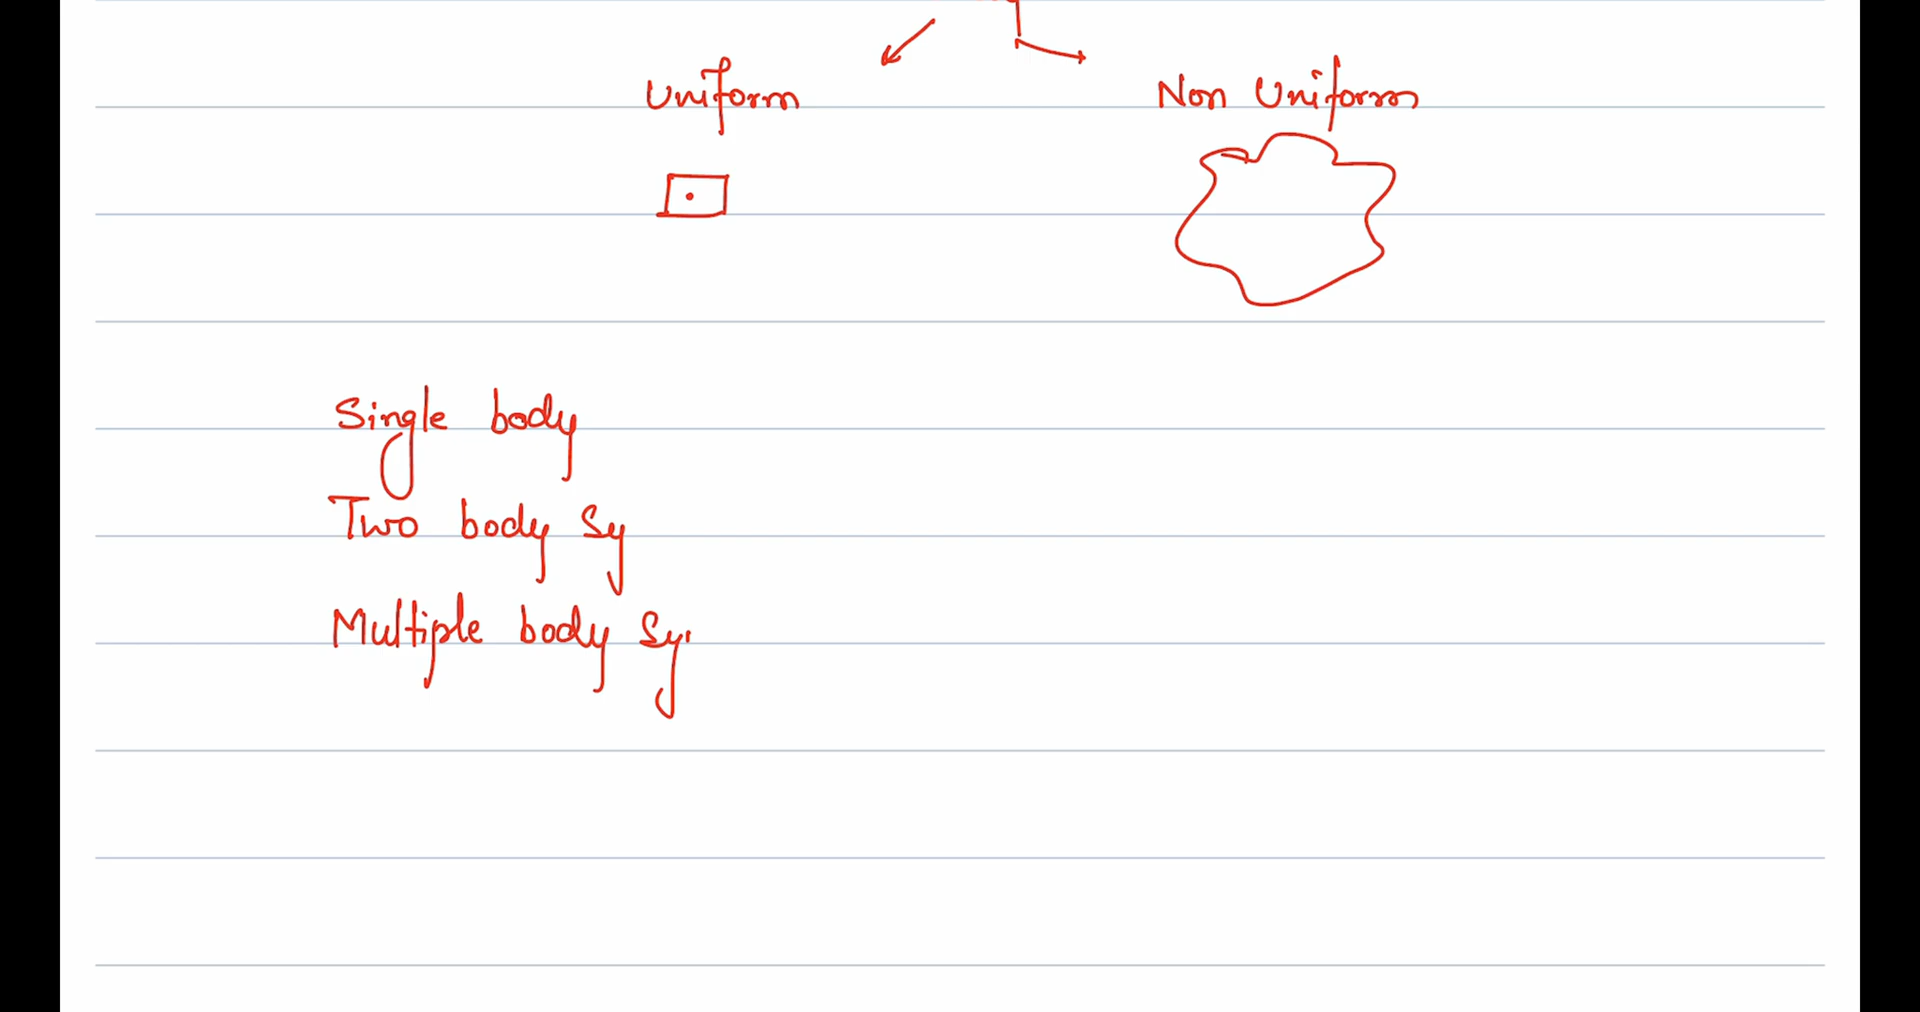 Uniform Non Uniform
Single body
Two body Sy
Multiple body Sy.